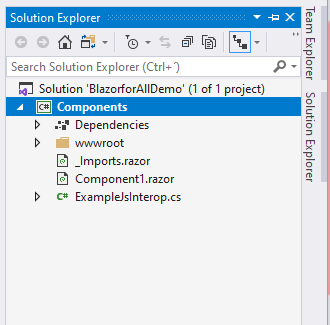 Solution Explorer
Search Solution Explorer (Ctrl+´)
Solution 'BlazorforAllDemo' (1 of 1 project)
C# Components
Dependencies
wwwroot
_Imports.razor
Component1.razor
C# ExampleJsInterop.cs
Team Explorer
Solution Explorer